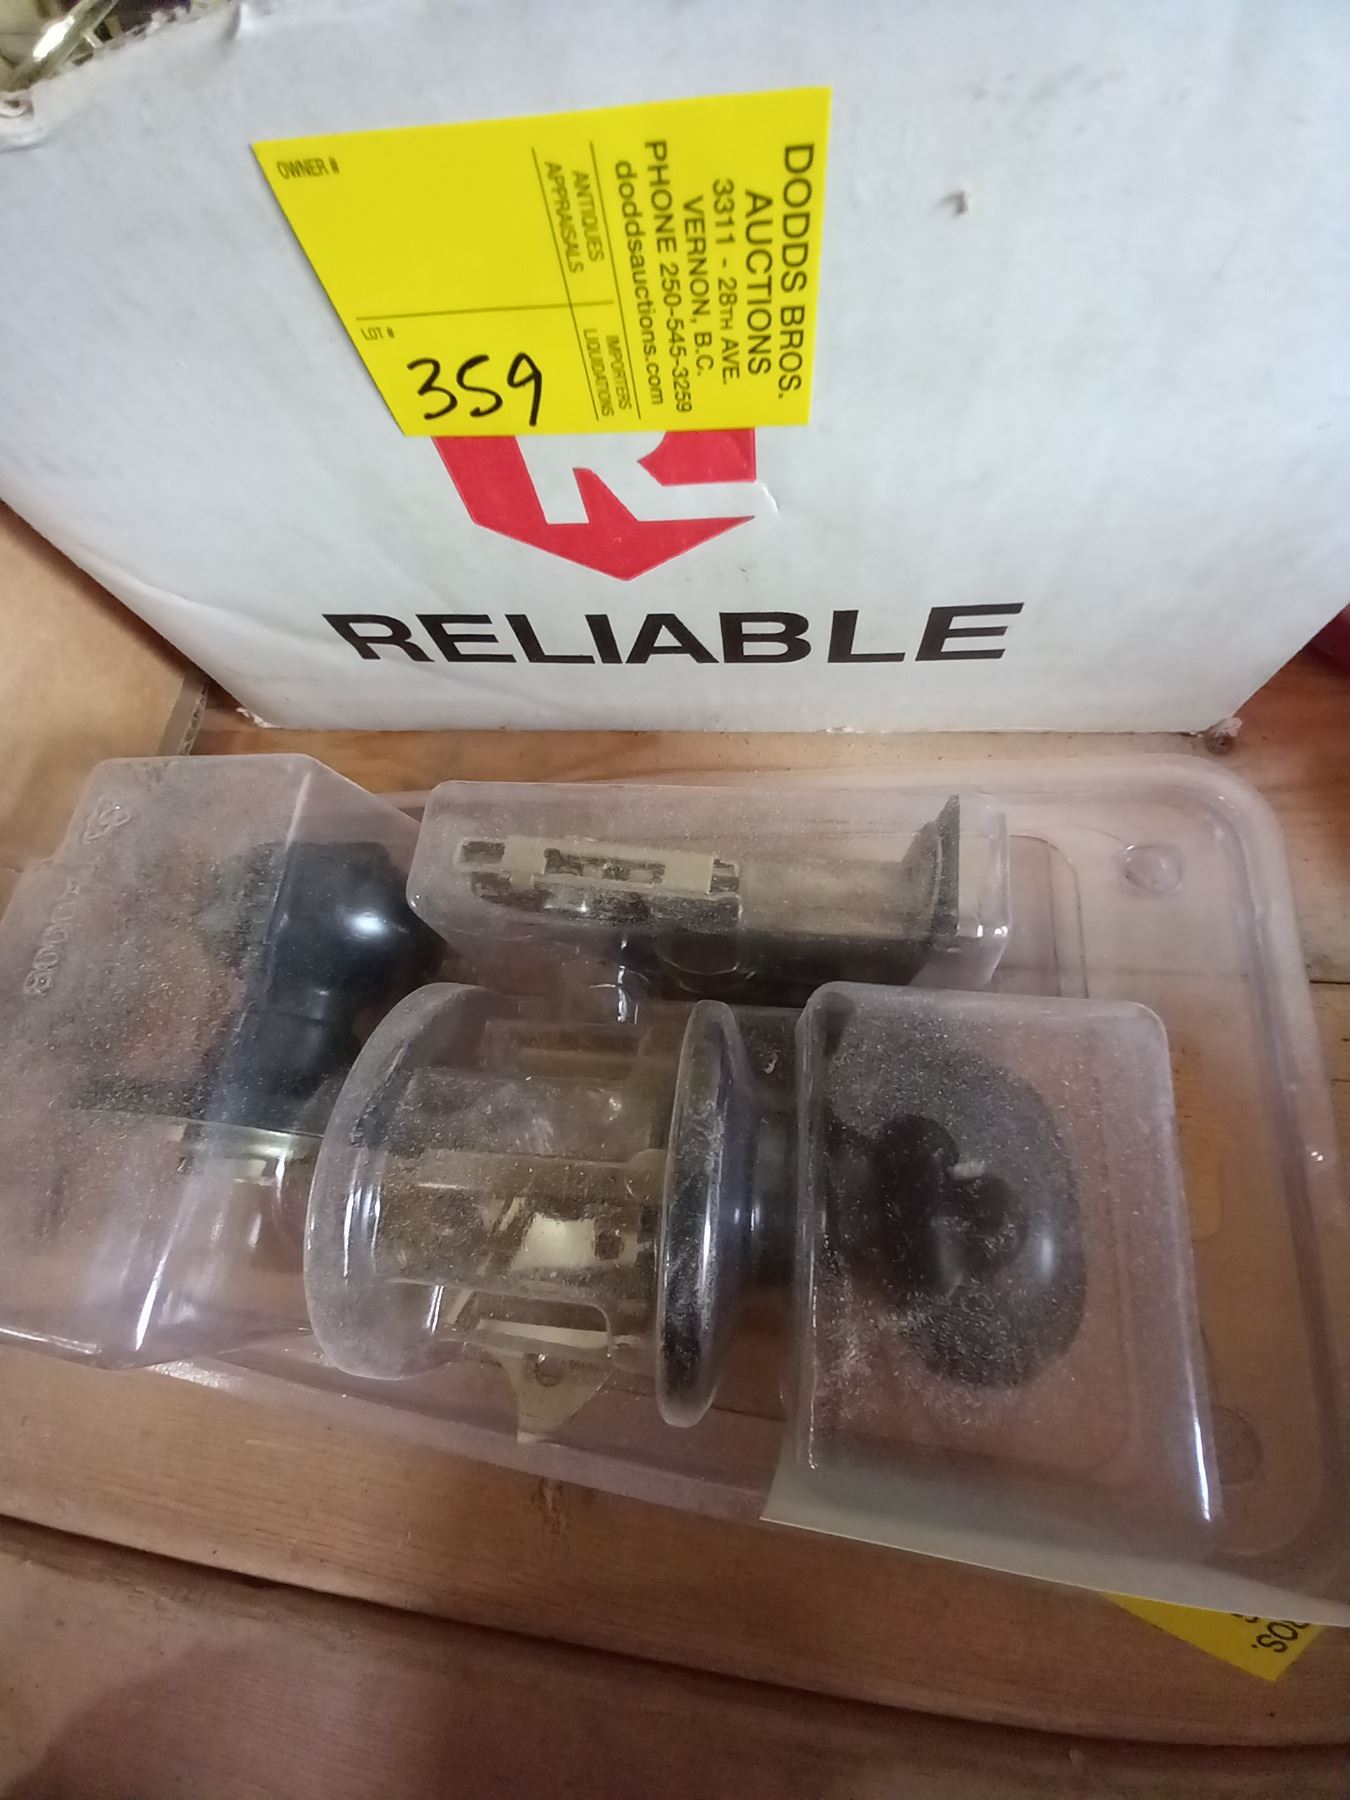 DODDS BROS.
AUCTIONS
3311 - 28TH AVE.
VERNON, B.C.
PHONE 250-545-3259
doddsauctions.com
ANTIQUES
APPRAISALS
IMPORTERS
LIQUIDATIONS
OWNER #
LOT #
359
R
RELIABLE
ROS.